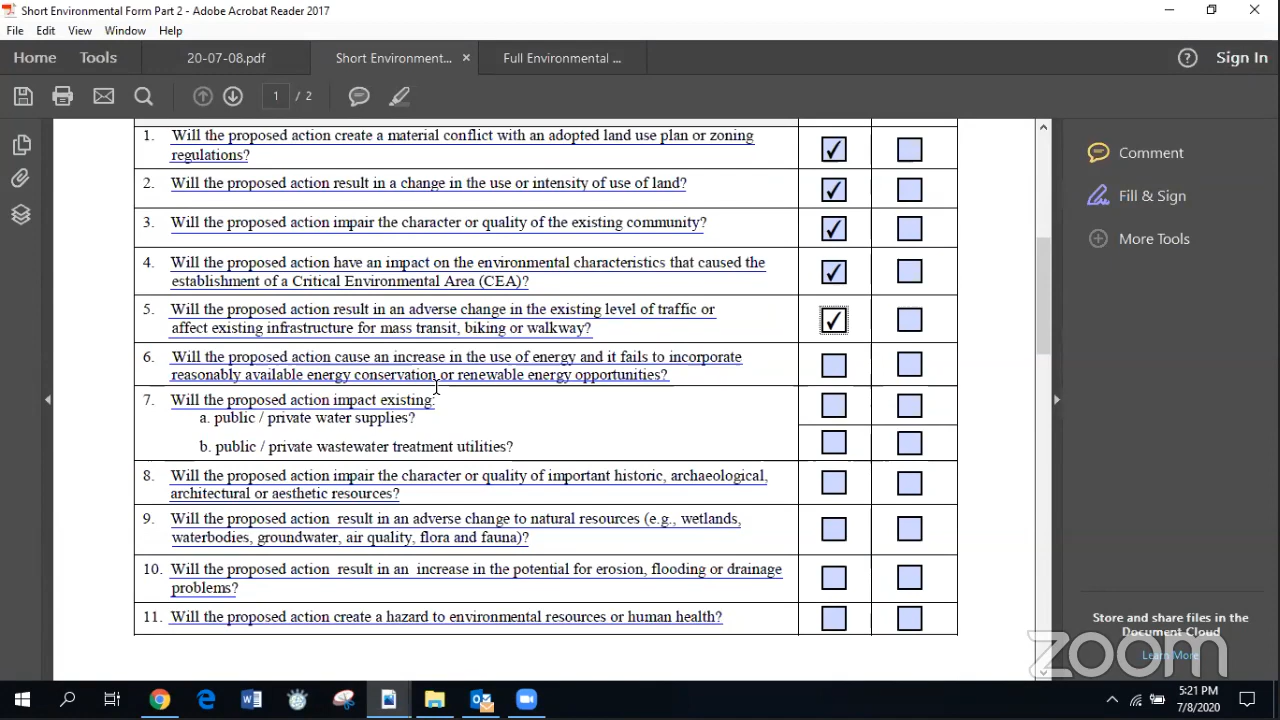 Short Environmental Form Part 2 - Adobe Acrobat Reader 2017
File Edit View Window Help
Home Tools 20-07-08.pdf Short Environment... × Full Environmental ... Sign In
1 / 2
1. Will the proposed action create a material conflict with an adopted land use plan or zoning
regulations?
2. Will the proposed action result in a change in the use or intensity of use of land?
3. Will the proposed action impair the character or quality of the existing community?
4. Will the proposed action have an impact on the environmental characteristics that caused the
establishment of a Critical Environmental Area (CEA)?
5. Will the proposed action result in an adverse change in the existing level of traffic or
affect existing infrastructure for mass transit, biking or walkway?
6. Will the proposed action cause an increase in the use of energy and it fails to incorporate
reasonably available energy conservation or renewable energy opportunities?
7. Will the proposed action impact existing:
a. public / private water supplies?
b. public / private wastewater treatment utilities?
8. Will the proposed action impair the character or quality of important historic, archaeological,
architectural or aesthetic resources?
9. Will the proposed action result in an adverse change to natural resources (e.g., wetlands,
waterbodies, groundwater, air quality, flora and fauna)?
10. Will the proposed action result in an increase in the potential for erosion, flooding or drainage
problems?
11. Will the proposed action create a hazard to environmental resources or human health?
Comment
Fill & Sign
More Tools
Store and share files in the
Document Cloud
Learn More
zoom
5:21 PM
7/8/2020